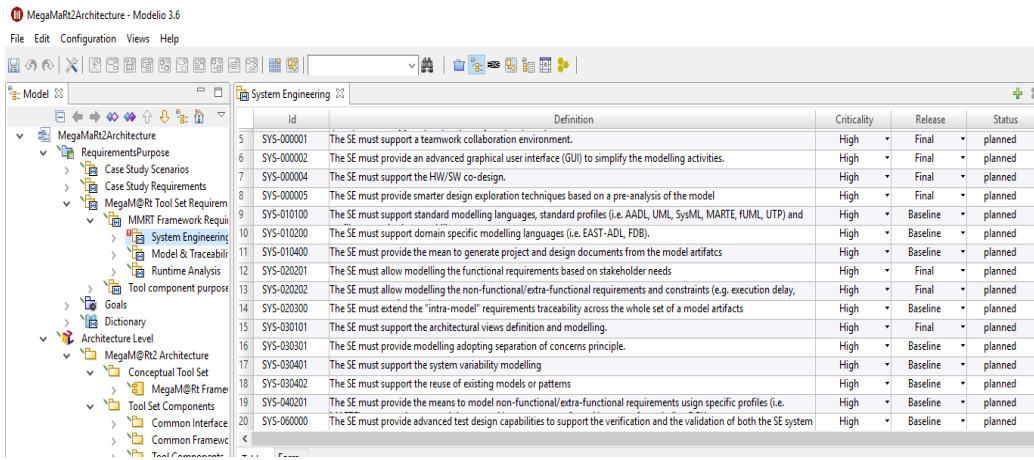 MegaMaRt2Architecture - Modelio 3.6
File Edit Configuration Views Help
Model
System Engineering
MegaMaRt2Architecture
RequirementsPurpose
Case Study Scenarios
Case Study Requirements
MegaM@Rt Tool Set Requirem
MMRT Framework Requi
System Engineering
Model & Traceabili
Runtime Analysis
Tool component purpose
Goals
Dictionary
Architecture Level
MegaM@Rt2 Architecture
Conceptual Tool Set
MegaM@Rt Frame
Tool Set Components
Common Interface
Common Framewo
Tool Components
Id Definition Criticality Release Status
5 SYS-000001 The SE must support a teamwork collaboration environment. High Final planned
6 SYS-000002 The SE must provide an advanced graphical user interface (GUI) to simplify the modelling activities. High Final planned
7 SYS-000004 The SE must support the HW/SW co-design. High Final planned
8 SYS-000005 The SE must provide smarter design exploration techniques based on a pre-analysis of the model High Final planned
9 SYS-010100 The SE must support standard modelling languages, standard profiles (i.e. AADL, UML, SysML, MARTE, fUML, UTP) and High Baseline planned
10 SYS-010200 The SE must support domain specific modelling languages (i.e. EAST-ADL, FDB). High Baseline planned
11 SYS-010400 The SE must provide the mean to generate project and design documents from the model artifatcs High Baseline planned
12 SYS-020201 The SE must allow modelling the functional requirements based on stakeholder needs High Final planned
13 SYS-020202 The SE must allow modelling the non-functional/extra-functional requirements and constraints (e.g. execution delay, High Final planned
14 SYS-020300 The SE must extend the "intra-model" requirements traceability across the whole set of a model artifacts High Baseline planned
15 SYS-030101 The SE must support the architectural views definition and modelling. High Final planned
16 SYS-030301 The SE must provide modelling adopting separation of concerns principle. High Baseline planned
17 SYS-030401 The SE must support the system variability modelling High Baseline planned
18 SYS-030402 The SE must support the reuse of existing models or patterns High Baseline planned
19 SYS-040201 The SE must provide the means to model non-functional/extra-functional requirements usign specific profiles (i.e. High Baseline planned
20 SYS-060000 The SE must provide advanced test design capabilities to support the verification and the validation of both the SE system High Baseline planned